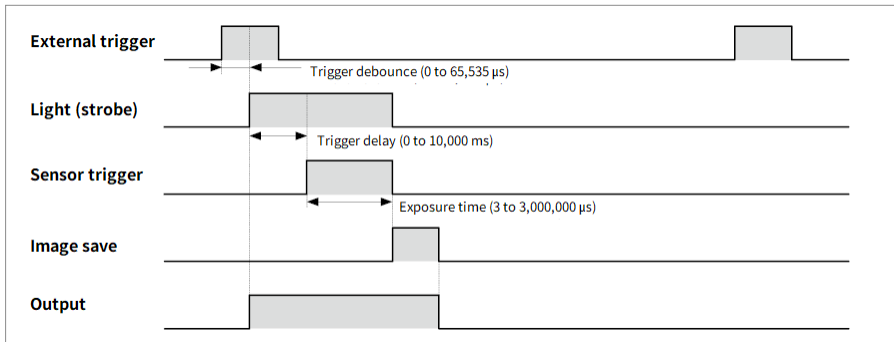 External trigger
Trigger debounce (0 to 65,535 μs)
Light (strobe)
Trigger delay (0 to 10,000 ms)
Sensor trigger
Exposure time (3 to 3,000,000 μs)
Image save
Output